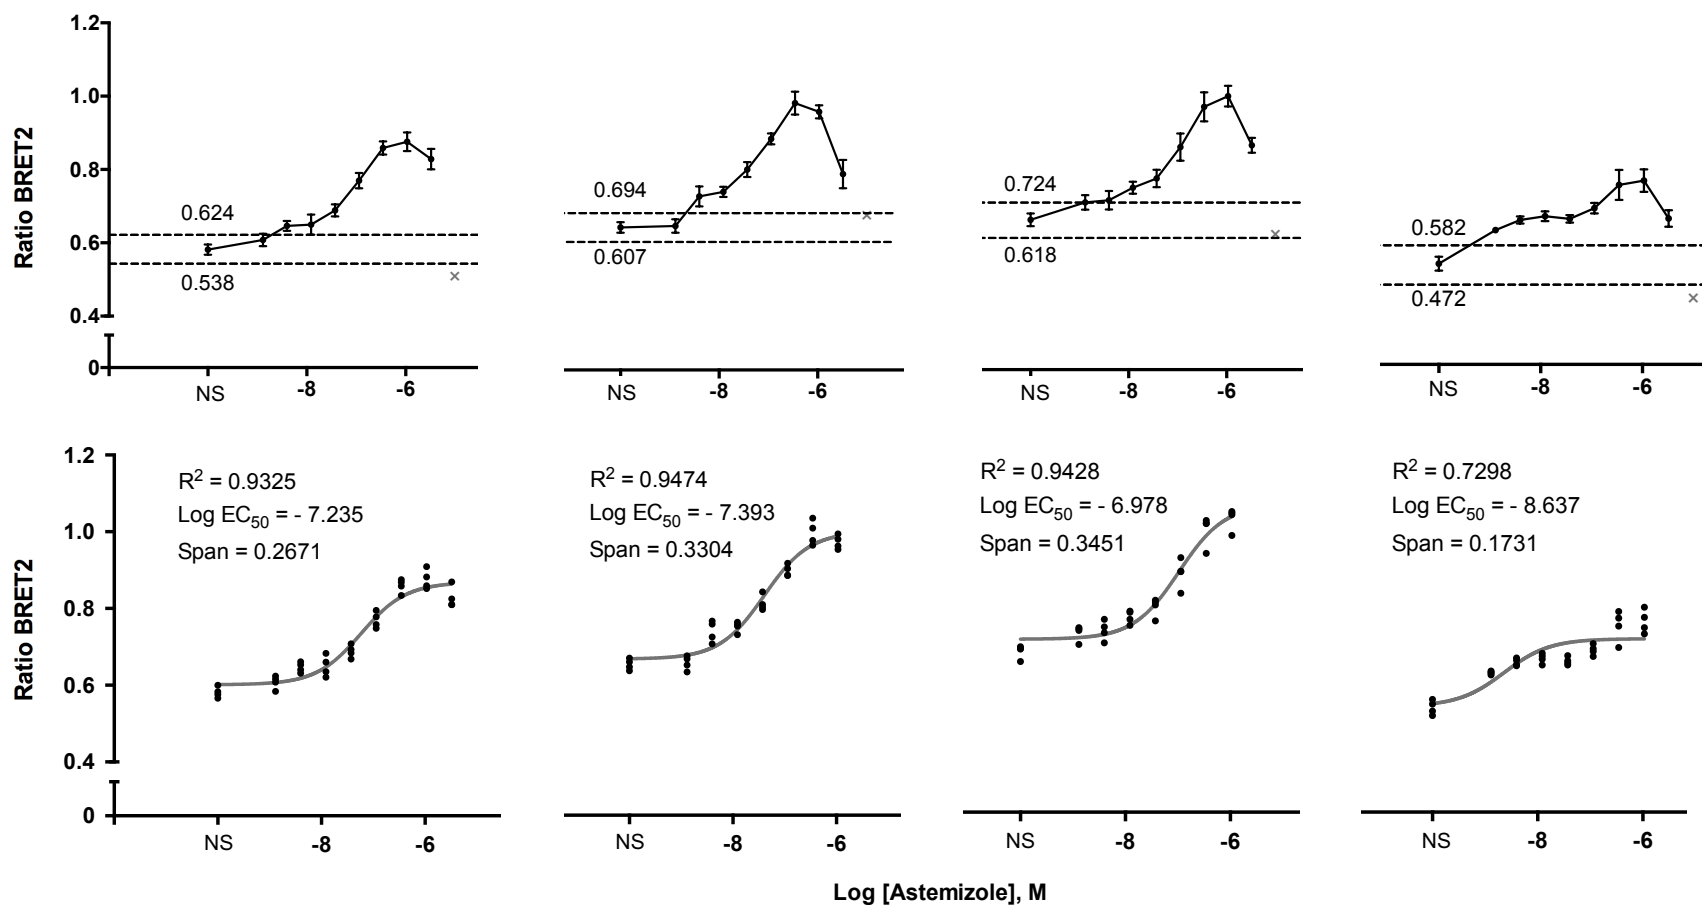 Ratio BRET2
1.2
1.0
0.8
0.6
0.4
0
0.624
0.538
NS
-8
-6
0.694
0.607
NS
-8
-6
0.724
0.618
NS
-8
-6
0.582
0.472
NS
-8
-6
Ratio BRET2
1.2
1.0
0.8
0.6
0.4
0
R² = 0.9325
Log EC₅₀ = - 7.235
Span = 0.2671
NS
-8
-6
R² = 0.9474
Log EC₅₀ = - 7.393
Span = 0.3304
NS
-8
-6
R² = 0.9428
Log EC₅₀ = - 6.978
Span = 0.3451
NS
-8
-6
R² = 0.7298
Log EC₅₀ = - 8.637
Span = 0.1731
NS
-8
-6
Log [Astemizole], M